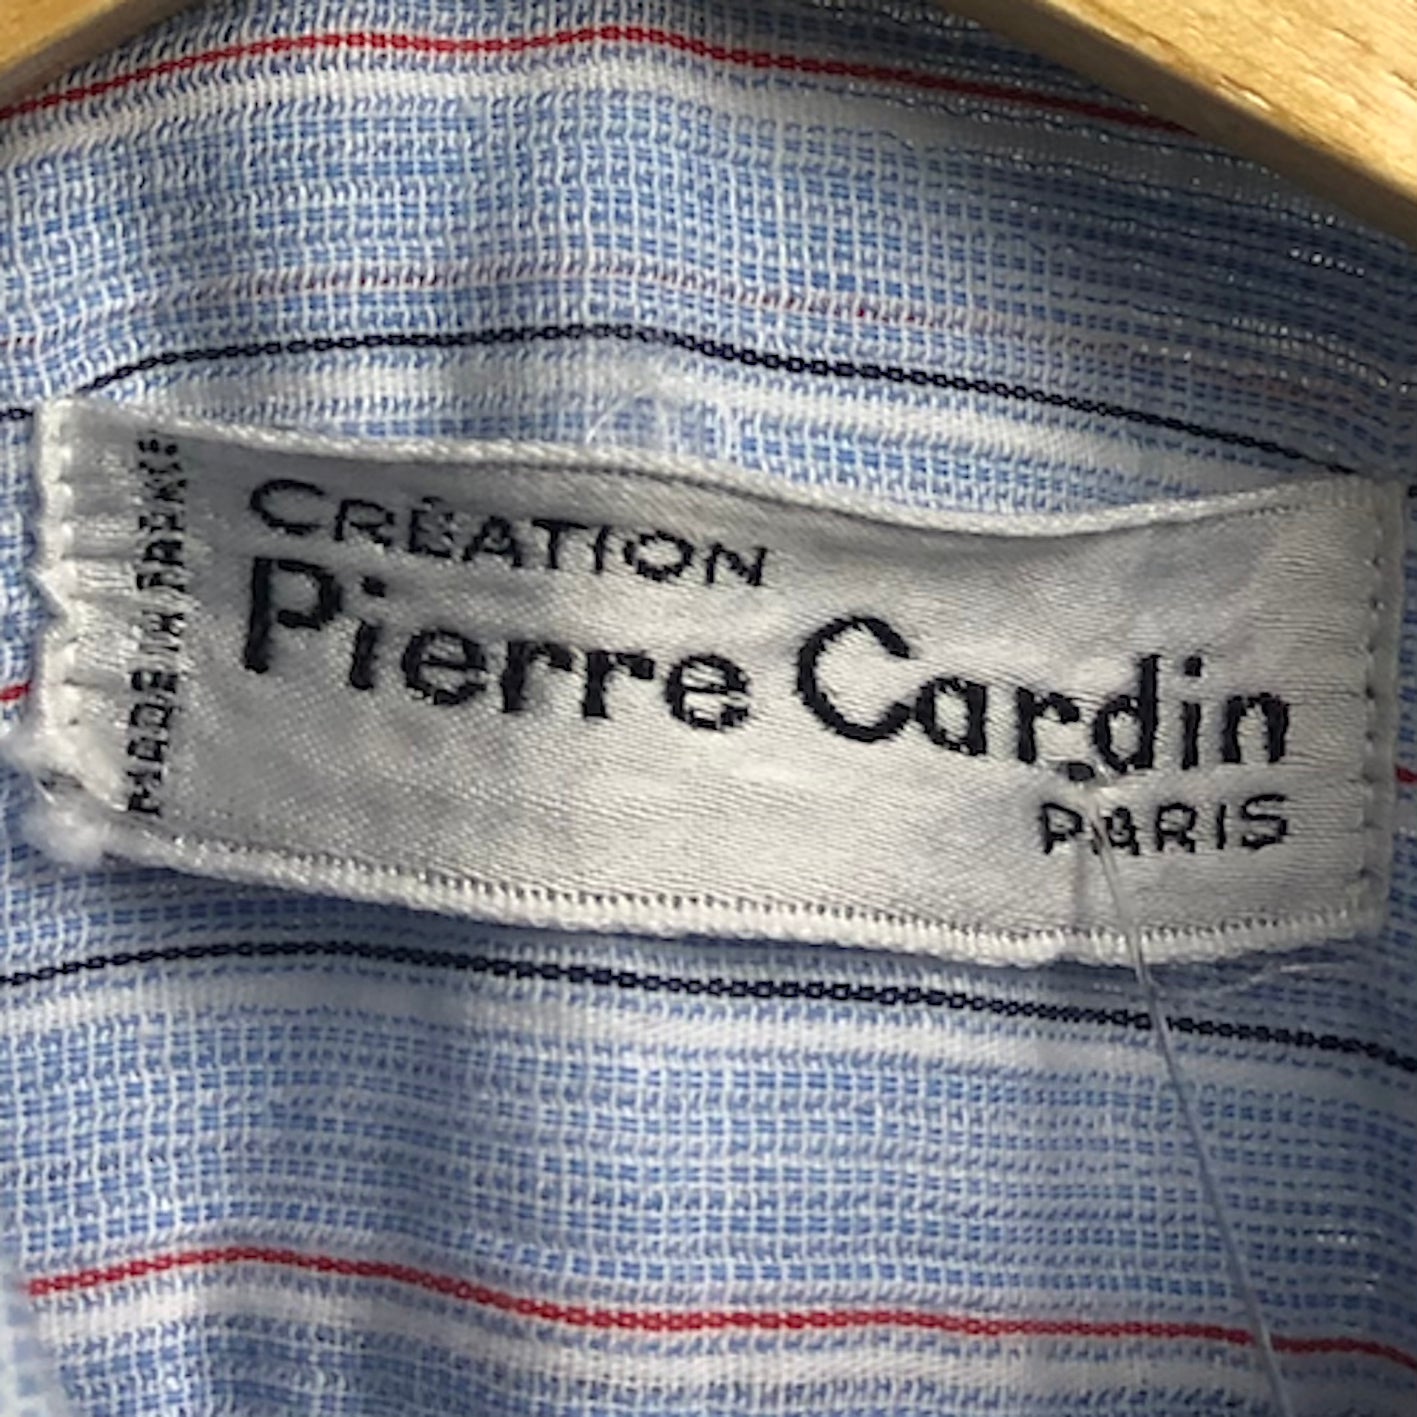 CRÉATION
Pierre Cardin
PARIS
MADE IN FRANCE